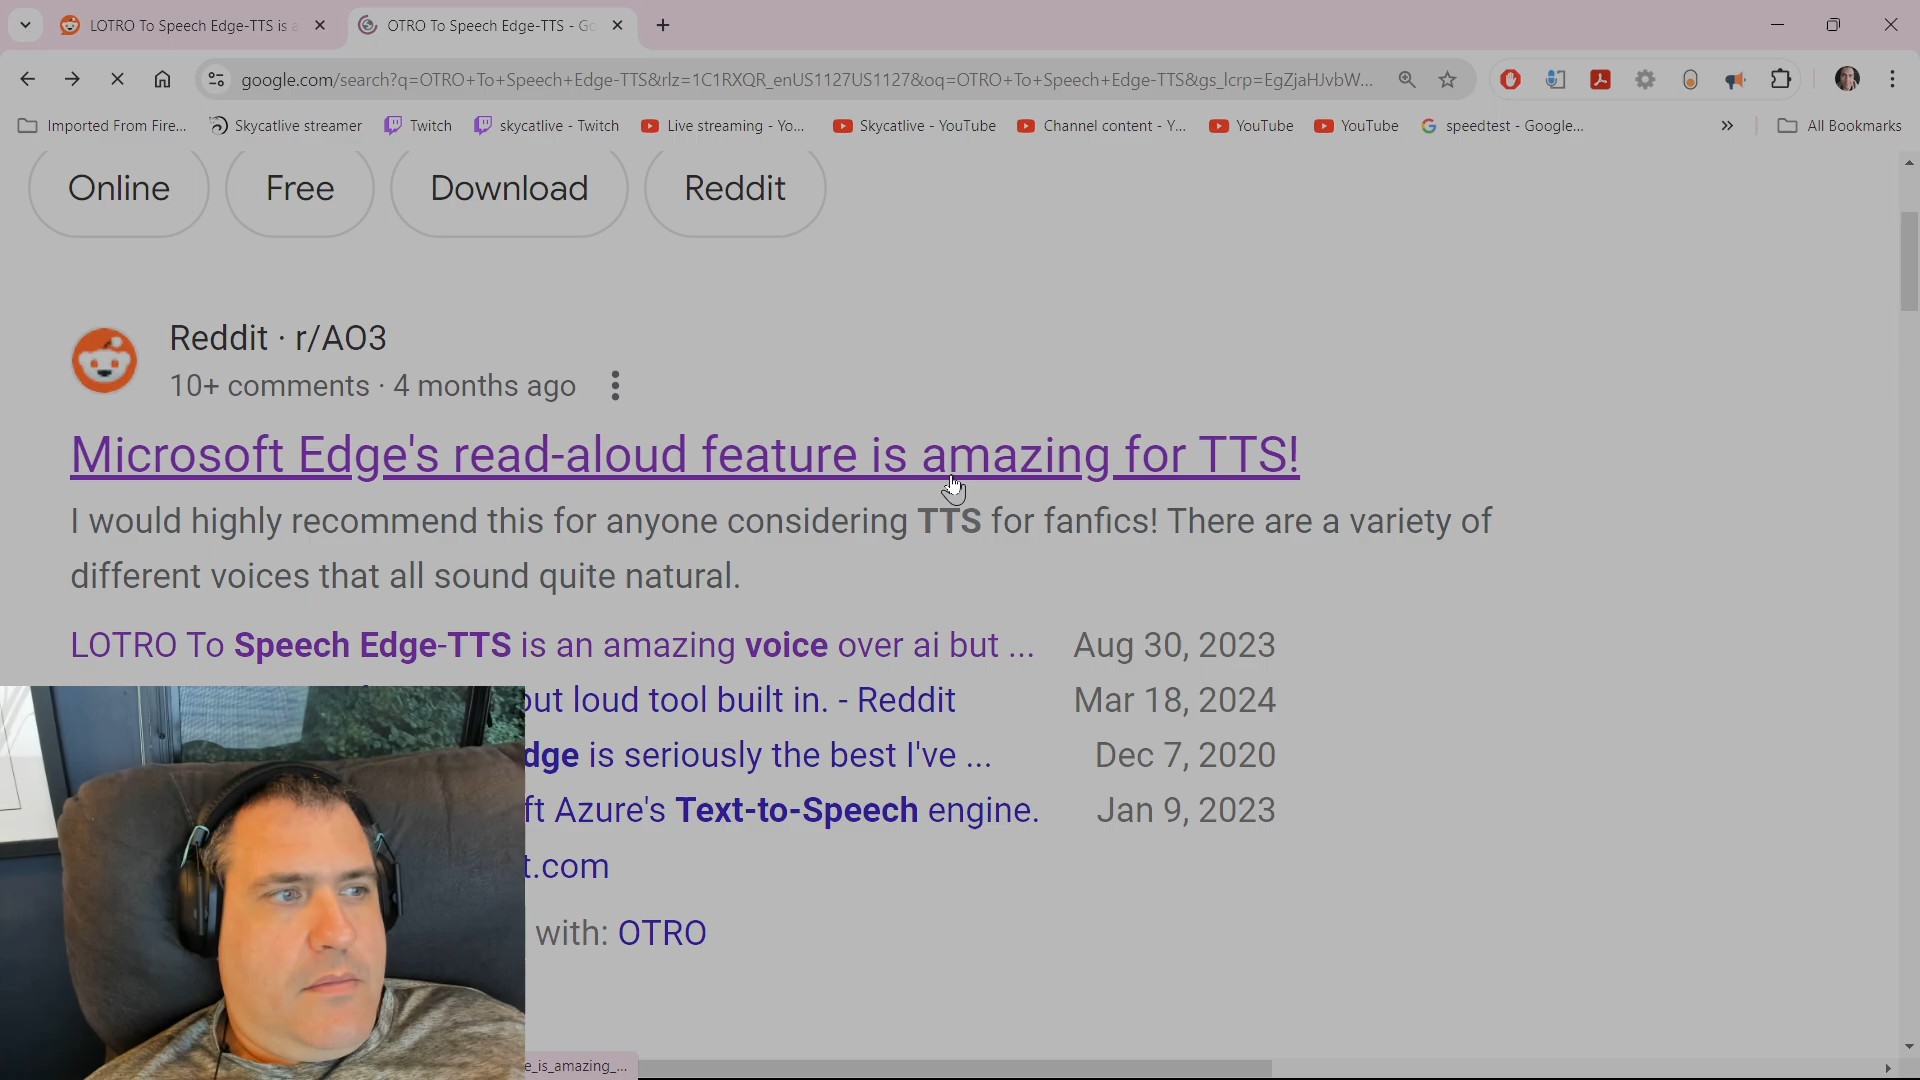 LOTRO To Speech Edge-TTS is a
OTRO To Speech Edge-TTS - Go
google.com/search?q=OTRO+To+Speech+Edge-TTS&rlz=1C1RXQR_enUS1127US1127&oq=OTRO+To+Speech+Edge-TTS&gs_lcrp=EgZjaHJvbW...
Imported From Fire...
Skycatlive streamer
Twitch
skycatlive - Twitch
Live streaming - Yo...
Skycatlive - YouTube
Channel content - Y...
YouTube
YouTube
speedtest - Google...
All Bookmarks
Online
Free
Download
Reddit
Reddit · r/AO3
10+ comments · 4 months ago
Microsoft Edge's read-aloud feature is amazing for TTS!
I would highly recommend this for anyone considering TTS for fanfics! There are a variety of
different voices that all sound quite natural.
LOTRO To Speech Edge-TTS is an amazing voice over ai but ... Aug 30, 2023
out loud tool built in. - Reddit Mar 18, 2024
dge is seriously the best I've ... Dec 7, 2020
ft Azure's Text-to-Speech engine. Jan 9, 2023
t.com
with: OTRO
e_is_amazing_...